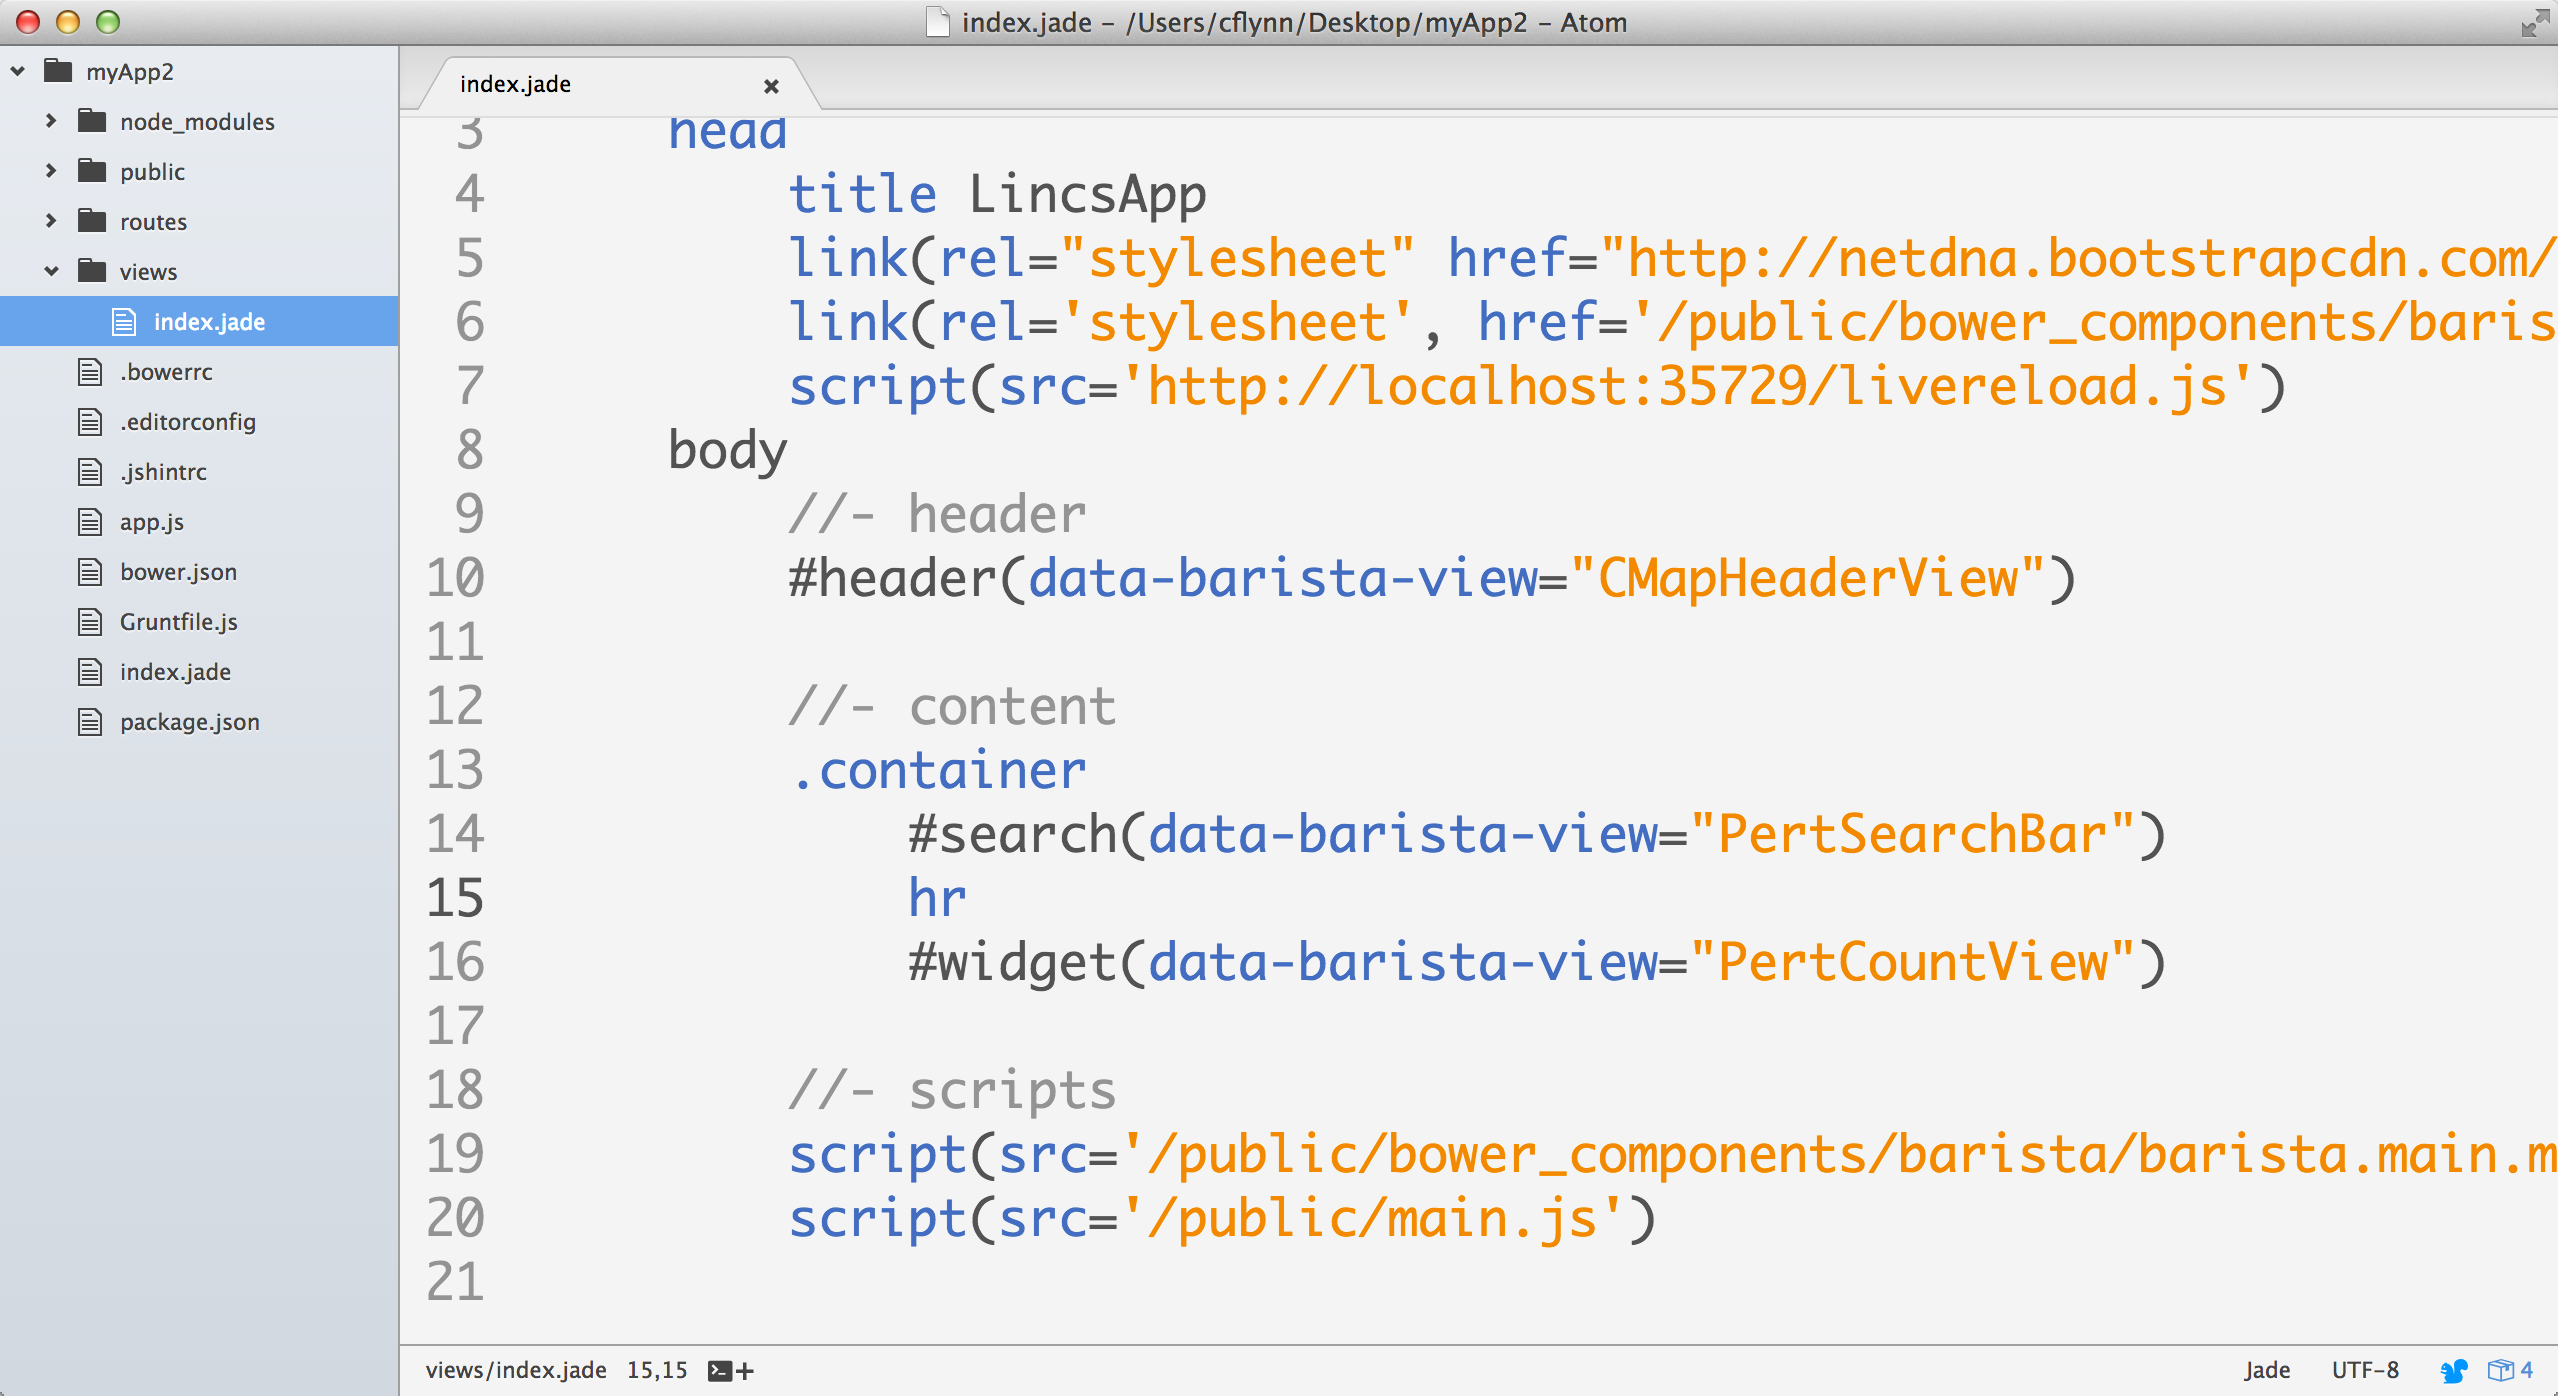 index.jade – /Users/cflynn/Desktop/myApp2 – Atom
myApp2
node_modules
public
routes
views
index.jade
.bowerrc
.editorconfig
.jshintrc
app.js
bower.json
Gruntfile.js
index.jade
package.json
index.jade
3 head
4 title LincsApp
5 link(rel="stylesheet" href="http://netdna.bootstrapcdn.com/
6 link(rel='stylesheet', href='/public/bower_components/baris
7 script(src='http://localhost:35729/livereload.js')
8 body
9 //- header
10 #header(data-barista-view="CMapHeaderView")
11
12 //- content
13 .container
14 #search(data-barista-view="PertSearchBar")
15 hr
16 #widget(data-barista-view="PertCountView")
17
18 //- scripts
19 script(src='/public/bower_components/barista/barista.main.m
20 script(src='/public/main.js')
21
views/index.jade 15,15 Jade UTF-8 4